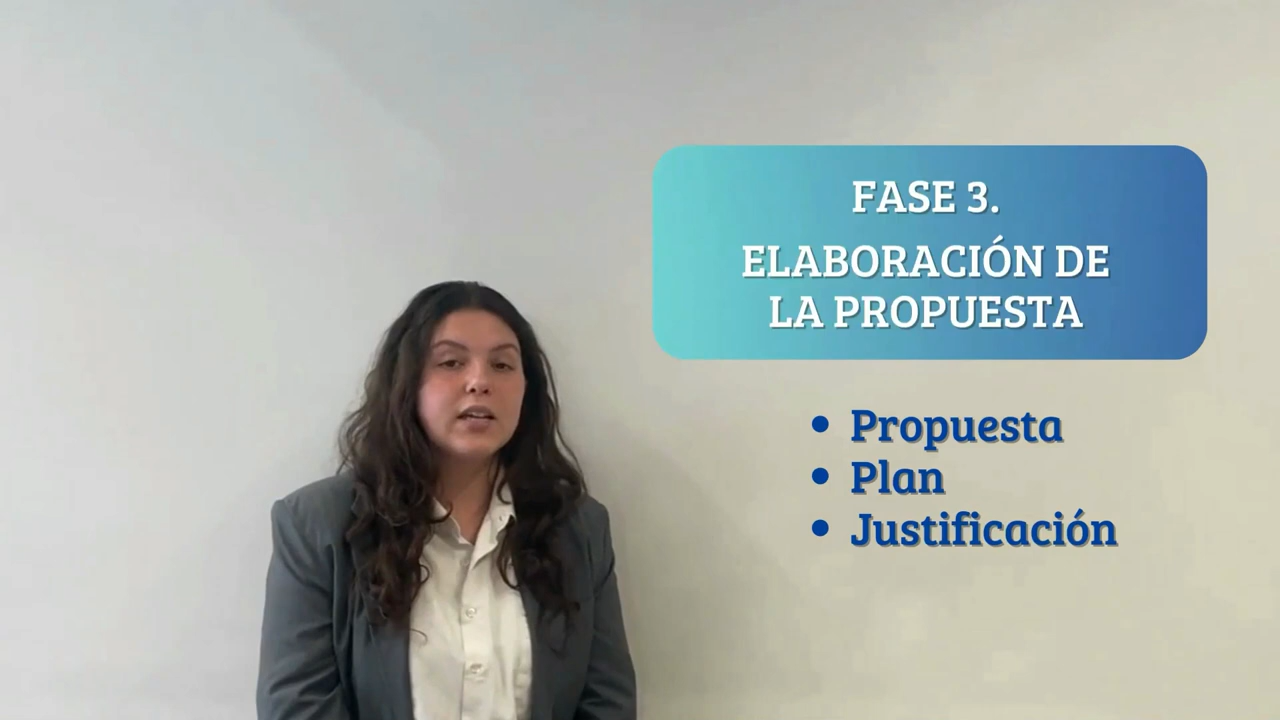 FASE 3.
ELABORACIÓN DE
LA PROPUESTA
• Propuesta
• Plan
• Justificación